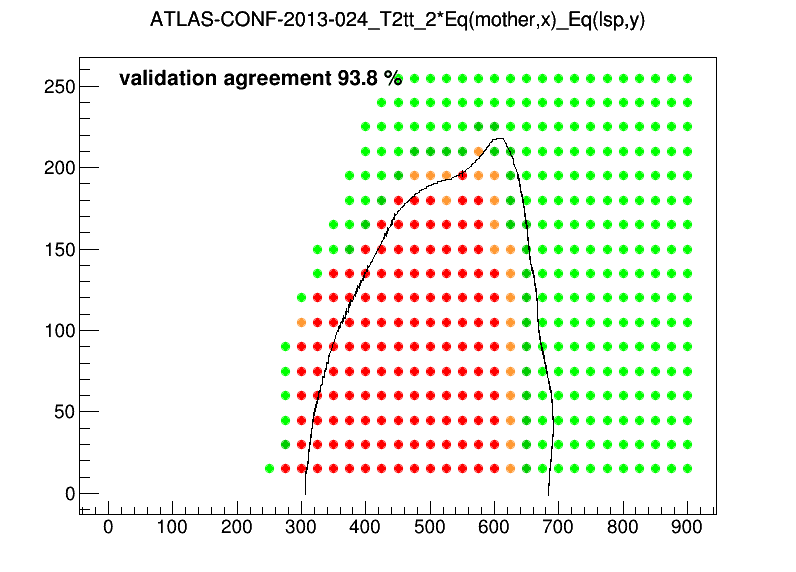 ATLAS-CONF-2013-024_T2tt_2*Eq(mother,x)_Eq(lsp,y)
validation agreement 93.8 %
250
200
150
100
50
0
0 100 200 300 400 500 600 700 800 900